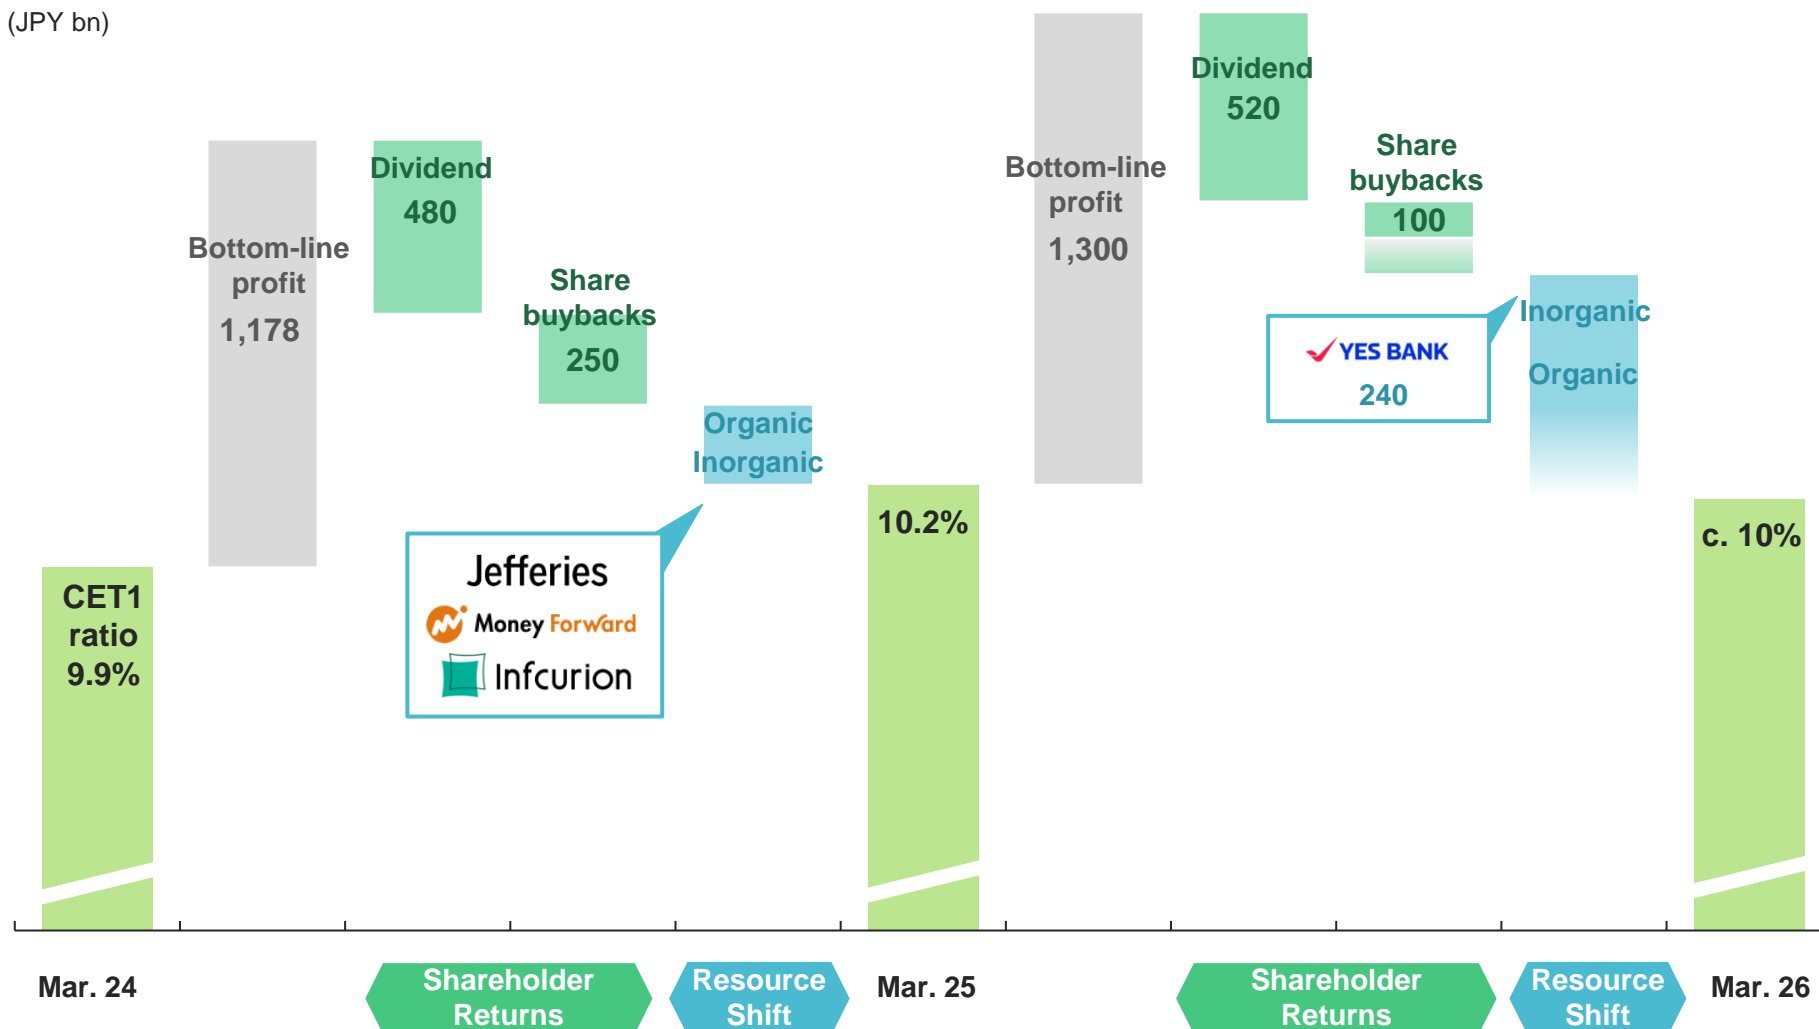 (JPY bn)
Bottom-line
profit
1,178
Dividend
480
Share
buybacks
250
Organic
Inorganic
Jefferies
Money Forward
Infcurion
CET1
ratio
9.9%
10.2%
Bottom-line
profit
1,300
Dividend
520
Share
buybacks
100
Inorganic
Organic
YES BANK
240
c. 10%
Mar. 24
Shareholder
Returns
Resource
Shift
Mar. 25
Shareholder
Returns
Resource
Shift
Mar. 26